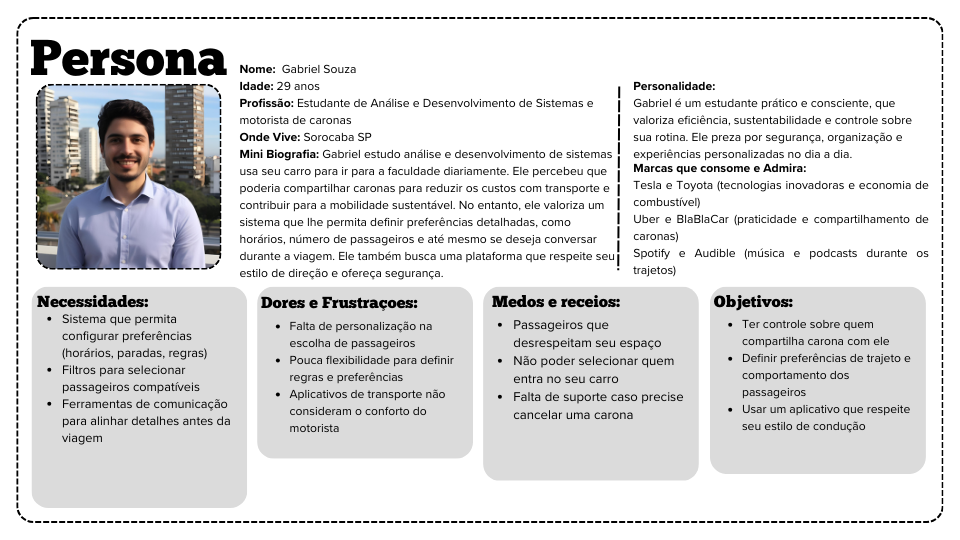 Persona
Nome:  Gabriel Souza
Idade: 29 anos
Profissão: Estudante de Análise e Desenvolvimento de Sistemas e
motorista de caronas
Onde Vive: Sorocaba SP
Mini Biografia: Gabriel estudo análise e desenvolvimento de sistemas
usa seu carro para ir para a faculdade diariamente. Ele percebeu que
poderia compartilhar caronas para reduzir os custos com transporte e
contribuir para a mobilidade sustentável. No entanto, ele valoriza um
sistema que lhe permita definir preferências detalhadas, como
horários, número de passageiros e até mesmo se deseja conversar
durante a viagem. Ele também busca uma plataforma que respeite seu
estilo de direção e ofereça segurança.
Personalidade:
Gabriel é um estudante prático e consciente, que
valoriza eficiência, sustentabilidade e controle sobre
sua rotina. Ele preza por segurança, organização e
experiências personalizadas no dia a dia.
Marcas que consome e Admira:
Tesla e Toyota (tecnologias inovadoras e economia de
combustível)
Uber e BlaBlaCar (praticidade e compartilhamento de
caronas)
Spotify e Audible (música e podcasts durante os
trajetos)
Necessidades:
• Sistema que permita
configurar preferências
(horários, paradas, regras)
• Filtros para selecionar
passageiros compatíveis
• Ferramentas de comunicação
para alinhar detalhes antes da
viagem
Dores e Frustraçoes:
• Falta de personalização na
escolha de passageiros
• Pouca flexibilidade para definir
regras e preferências
• Aplicativos de transporte não
consideram o conforto do
motorista
Medos e receios:
• Passageiros que
desrespeitam seu espaço
• Não poder selecionar quem
entra no seu carro
• Falta de suporte caso precise
cancelar uma carona
Objetivos:
• Ter controle sobre quem
compartilha carona com ele
• Definir preferências de trajeto e
comportamento dos
passageiros
• Usar um aplicativo que respeite
seu estilo de condução